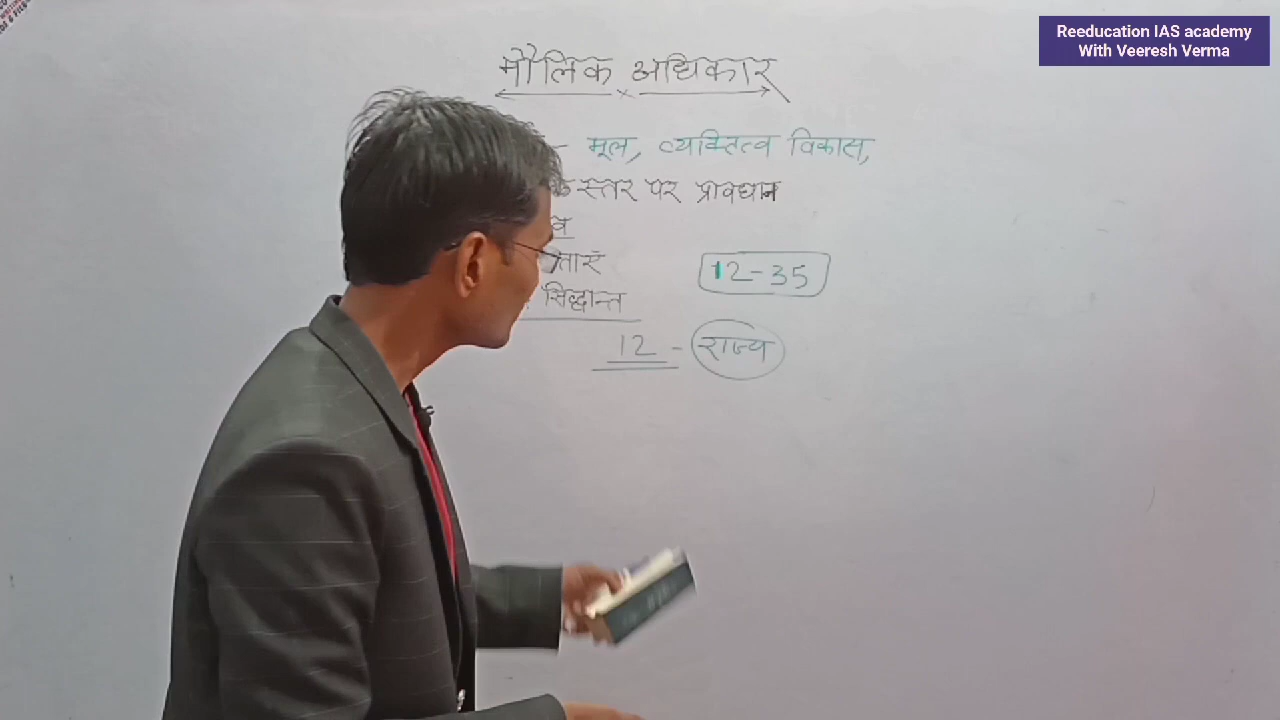 Reeducation IAS academy
With Veeresh Verma
मौलिक अधिकार
- मूल, व्यक्तित्व विकास,
स्तर पर प्रावधान
सिद्धान्त
12-35
12 - राज्य